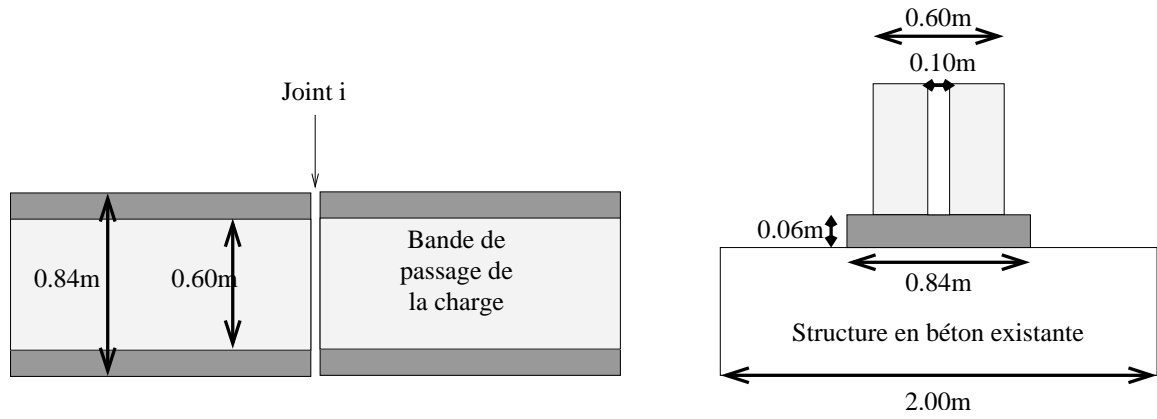 Joint i
0.84m
0.60m
Bande de
passage de
la charge
0.60m
0.10m
0.06m
0.84m
Structure en béton existante
2.00m